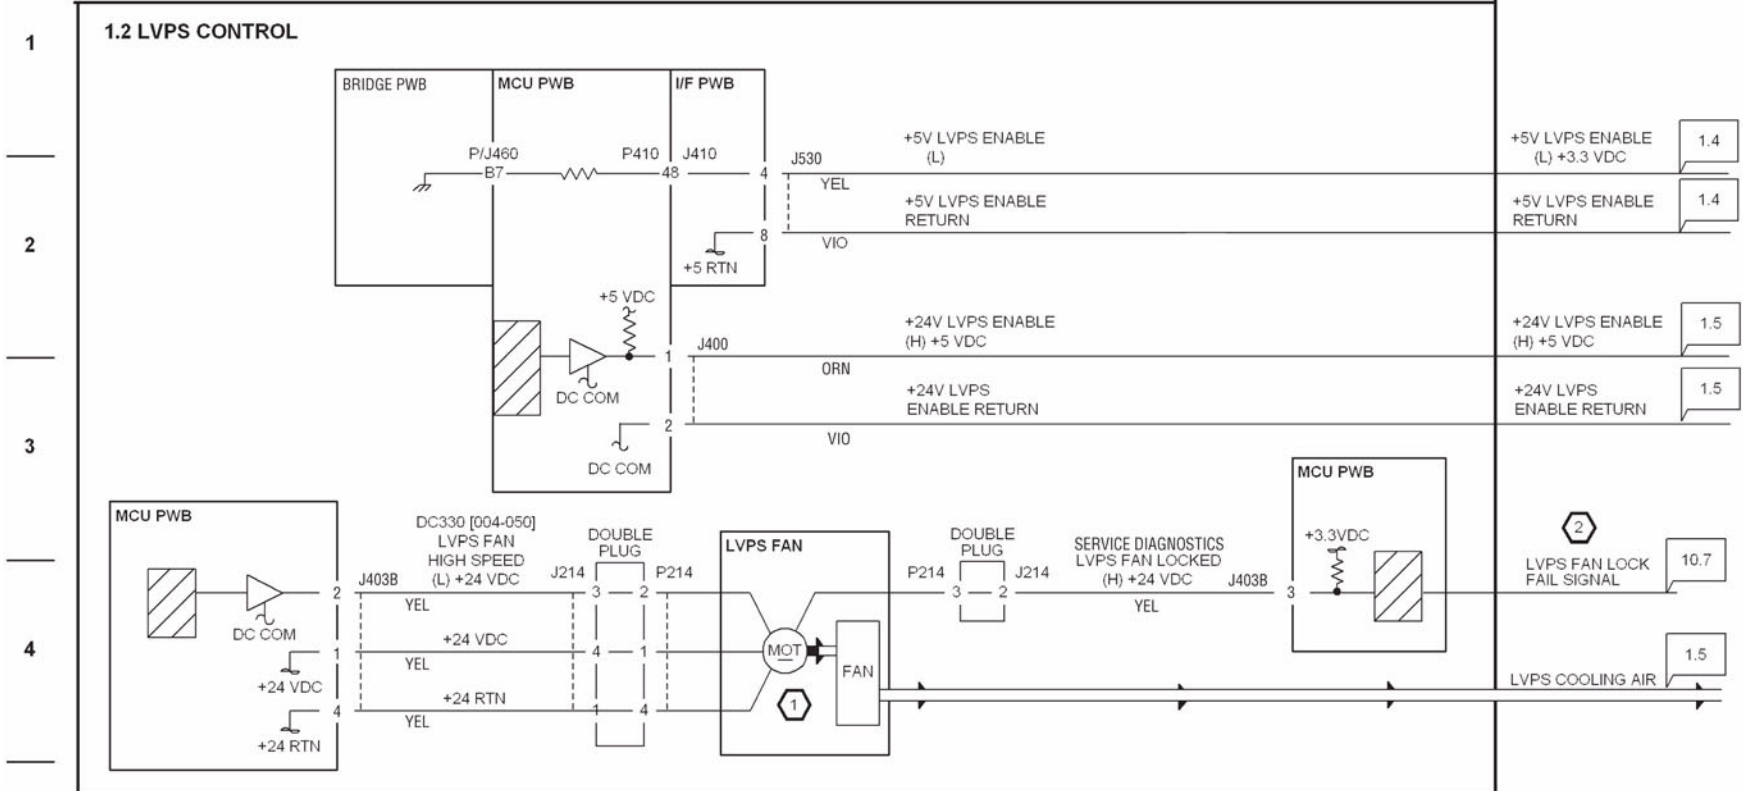 1.2 LVPS CONTROL
1
BRIDGE PWB
MCU PWB
I/F PWB
+5V LVPS ENABLE
(L)
+5V LVPS ENABLE
(L) +3.3 VDC
1.4
P/J460
P410
J410
J530
B7
48
4
YEL
+5V LVPS ENABLE
RETURN
+5V LVPS ENABLE
RETURN
1.4
2
8
VIO
+5 RTN
+5 VDC
+24V LVPS ENABLE
(H) +5 VDC
+24V LVPS ENABLE
(H) +5 VDC
1.5
1
J400
ORN
DC COM
+24V LVPS
ENABLE RETURN
+24V LVPS
ENABLE RETURN
1.5
2
VIO
3
DC COM
MCU PWB
MCU PWB
DC330 [004-050]
LVPS FAN
HIGH SPEED
(L) +24 VDC
DOUBLE
PLUG
LVPS FAN
DOUBLE
PLUG
SERVICE DIAGNOSTICS
LVPS FAN LOCKED
(H) +24 VDC
+3.3VDC
2
LVPS FAN LOCK
FAIL SIGNAL
10.7
J403B
J214
P214
P214
J214
J403B
2
YEL
3
2
3
2
YEL
3
DC COM
4
1
+24 VDC
YEL
4
1
MOT
FAN
+24 VDC
1.5
LVPS COOLING AIR
4
+24 RTN
YEL
1
4
1
+24 RTN